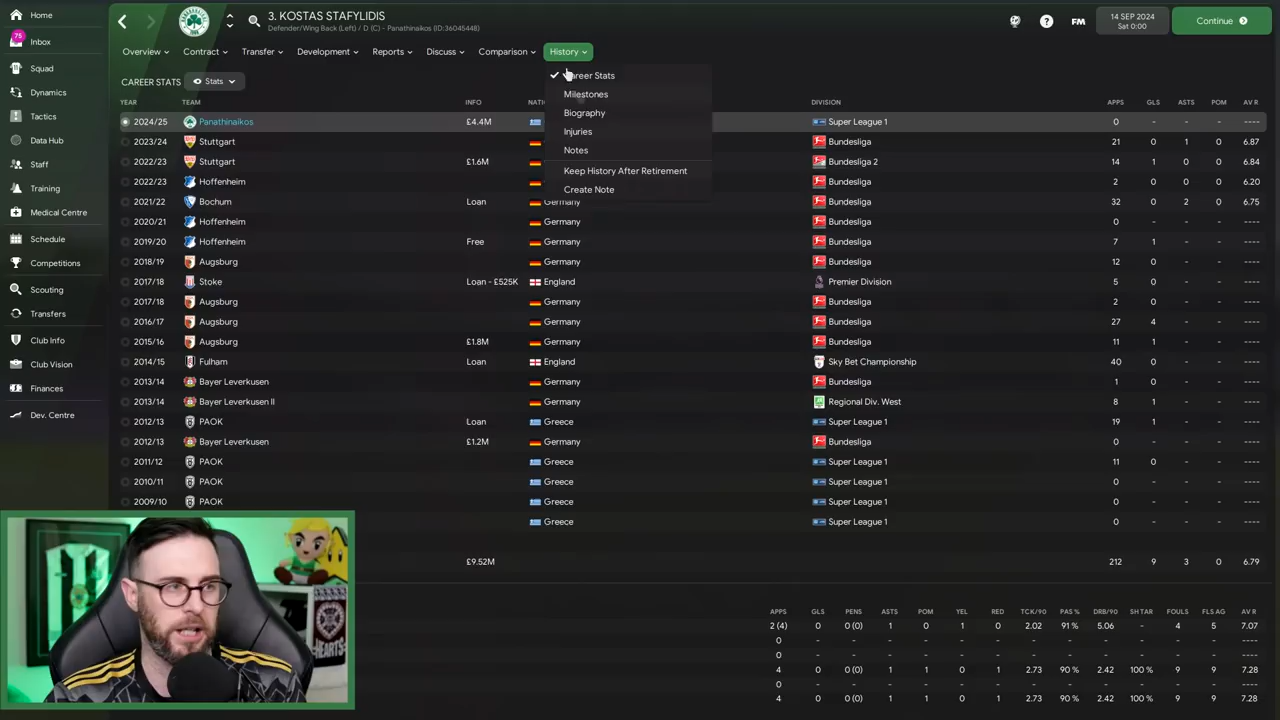 Home
75
Inbox
Squad
Dynamics
Tactics
Data Hub
Staff
Training
Medical Centre
Schedule
Competitions
Scouting
Transfers
Club Info
Club Vision
Finances
Dev. Centre
3. KOSTAS STAFYLIDIS
Defender/Wing Back (Left) / D (C) - Panathinaikos (ID:36045448)
? FM 14 SEP 2024 Sat 0:00 Continue
Overview Contract Transfer Development Reports Discuss Comparison History
CAREER STATS Stats
Career Stats
Milestones
Biography
Injuries
Notes
Keep History After Retirement
Create Note
YEAR TEAM INFO DIVISION APPS GLS ASTS POM AV R
2024/25 Panathinaikos £4.4M Super League 1 0 - - - ----
2023/24 Stuttgart Bundesliga 21 0 1 0 6.87
2022/23 Stuttgart £1.6M Bundesliga 2 14 1 0 0 6.84
2022/23 Hoffenheim Bundesliga 2 0 0 0 6.20
2021/22 Bochum Loan Germany Bundesliga 32 0 2 0 6.75
2020/21 Hoffenheim Germany Bundesliga 0 - - - ----
2019/20 Hoffenheim Free Germany Bundesliga 7 1 - - ----
2018/19 Augsburg Germany Bundesliga 12 0 - - ----
2017/18 Stoke Loan - £525K England Premier Division 5 0 - - ----
2017/18 Augsburg Germany Bundesliga 2 0 - - ----
2016/17 Augsburg Germany Bundesliga 27 4 - - ----
2015/16 Augsburg £1.8M Germany Bundesliga 11 1 - - ----
2014/15 Fulham Loan England Sky Bet Championship 40 0 - - ----
2013/14 Bayer Leverkusen Germany Bundesliga 1 0 - - ----
2013/14 Bayer Leverkusen II Germany Regional Div. West 8 1 - - ----
2012/13 PAOK Loan Greece Super League 1 19 1 - - ----
2012/13 Bayer Leverkusen £1.2M Germany Bundesliga 0 - - - ----
2011/12 PAOK Greece Super League 1 11 0 - - ----
2010/11 PAOK Greece Super League 1 0 - - - ----
2009/10 PAOK Greece Super League 1 0 - - - ----
Greece Super League 1 0 - - - ----
£9.52M 212 9 3 0 6.79
APPS GLS PENS ASTS POM YEL RED TCK/90 PAS % DRB/90 SH TAR FOULS FLS AG AV R
2 (4) 0 0 (0) 1 0 1 0 2.02 91 % 5.06 - 4 5 7.07
0 - - - - - - - - - - - - -
0 - - - - - - - - - - - - -
4 0 0 (0) 1 1 0 1 2.73 90 % 2.42 100 % 9 9 7.28
0 - - - - - - - - - - - - -
4 0 0 (0) 1 1 0 1 2.73 90 % 2.42 100 % 9 9 7.28
HEARTS